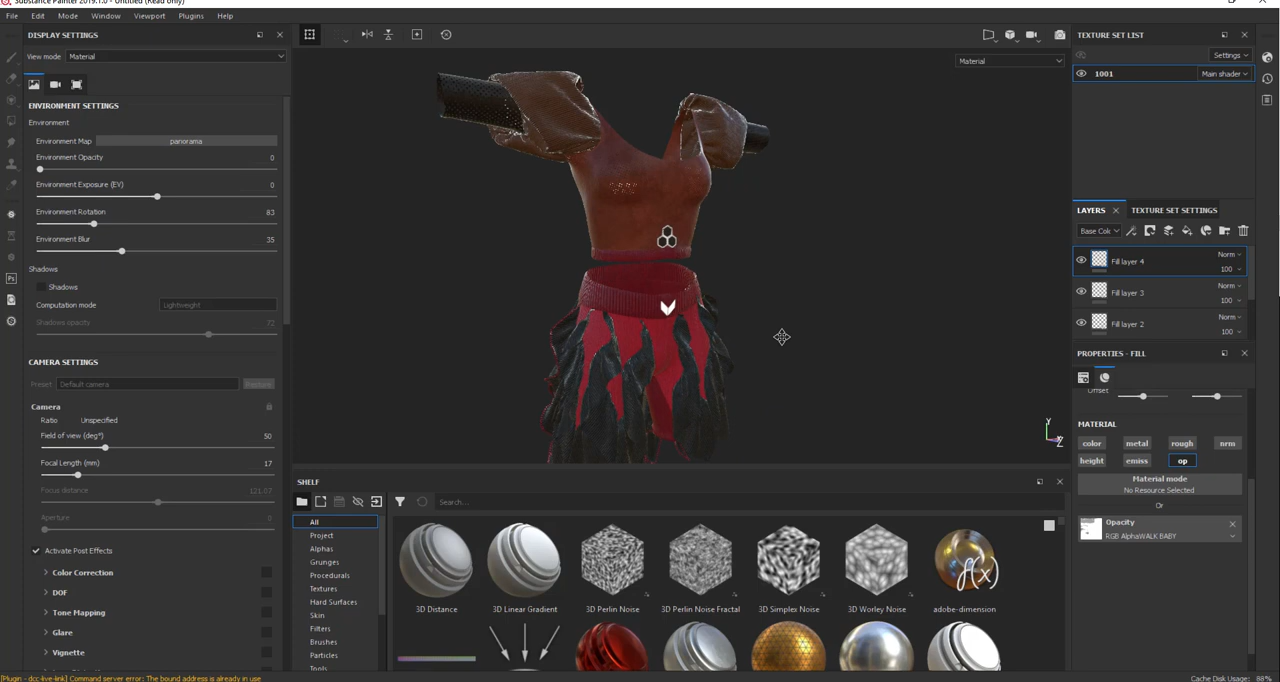 Substance Painter 2019.1.0 - Untitled (Read only)
File Edit Mode Window Viewport Plugins Help
DISPLAY SETTINGS
View mode: Material
ENVIRONMENT SETTINGS
Environment
Environment Map panorama
Environment Opacity 0
Environment Exposure (EV) 0
Environment Rotation 83
Environment Blur 35
Shadows
Shadows
Computation mode Lightweight
Shadows opacity 72
CAMERA SETTINGS
Preset Default camera Restore
Camera
Ratio Unspecified
Field of view (deg°) 50
Focal Length (mm) 17
Focus distance 121.07
Aperture 0
Activate Post Effects
Color Correction
DOF
Tone Mapping
Glare
Vignette
Ps
Material
Y
Z
SHELF
Search...
All
Project
Alphas
Grunges
Procedurals
Textures
Hard Surfaces
Skin
Filters
Brushes
Particles
Tools
3D Distance 3D Linear Gradient 3D Perlin Noise 3D Perlin Noise Fractal 3D Simplex Noise 3D Worley Noise adobe-dimension
f(x)
TEXTURE SET LIST
Settings
1001 Main shader
LAYERS TEXTURE SET SETTINGS
Base Col
Fill layer 4 Norm 100
Fill layer 3 Norm 100
Fill layer 2 Norm 100
PROPERTIES - FILL
Offset
MATERIAL
color metal rough nrm
height emiss op
Material mode
No Resource Selected
Or
Opacity
RGB AlphaWALK BABY
[Plugin - dcc-live-link] Command server error: The bound address is already in use
Cache Disk Usage: 88%